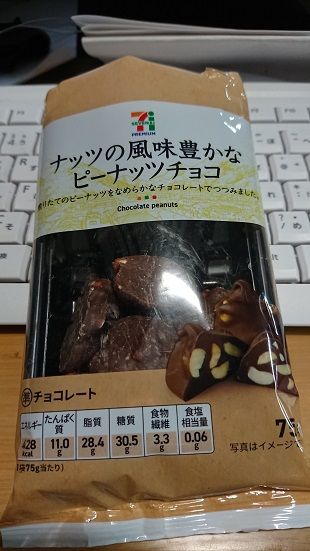 7i
SEVEN&i
PREMIUM
ナッツの風味豊かな
ピーナッツチョコ
煎りたてのピーナッツをなめらかなチョコレートでつつみました。
Chocolate peanuts
準チョコレート
エネルギー 428 kcal
たんぱく質 11.0 g
脂質 28.4 g
糖質 30.5 g
食物繊維 3.3 g
食塩相当量 0.06 g
袋75g当たり)
75
写真はイメージ